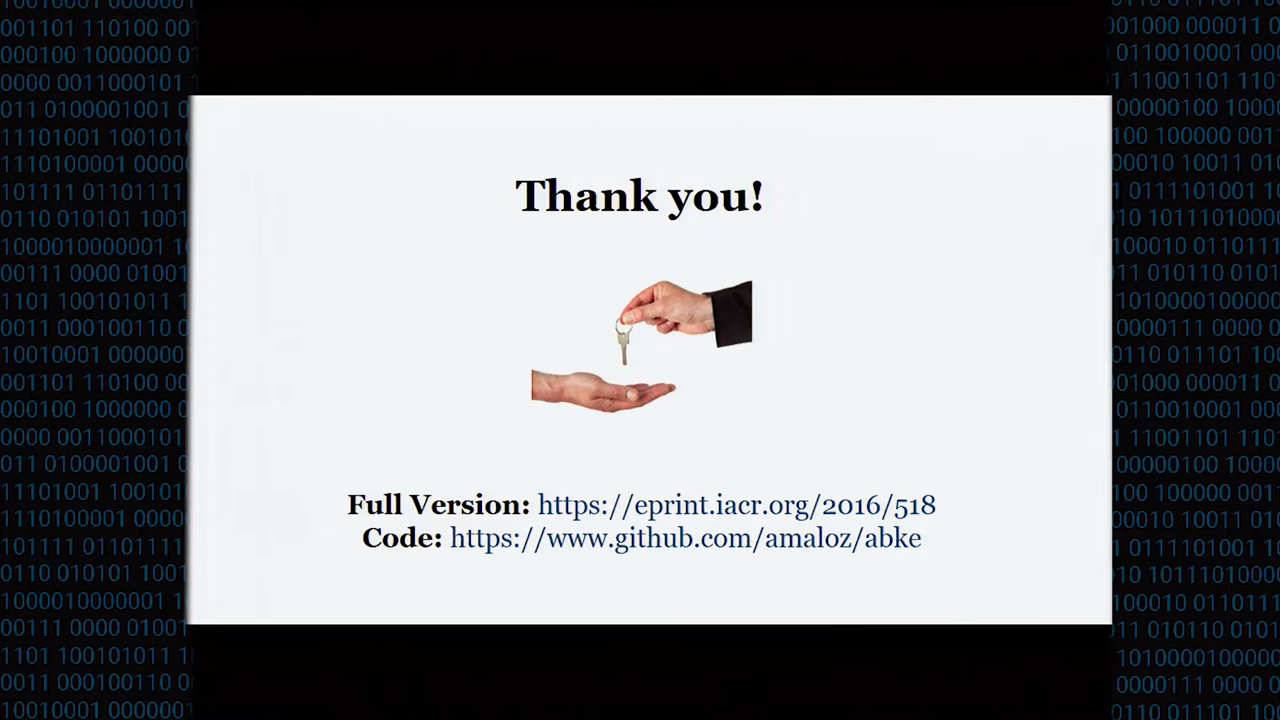 Thank you!
Full Version: https://eprint.iacr.org/2016/518
Code: https://www.github.com/amaloz/abke